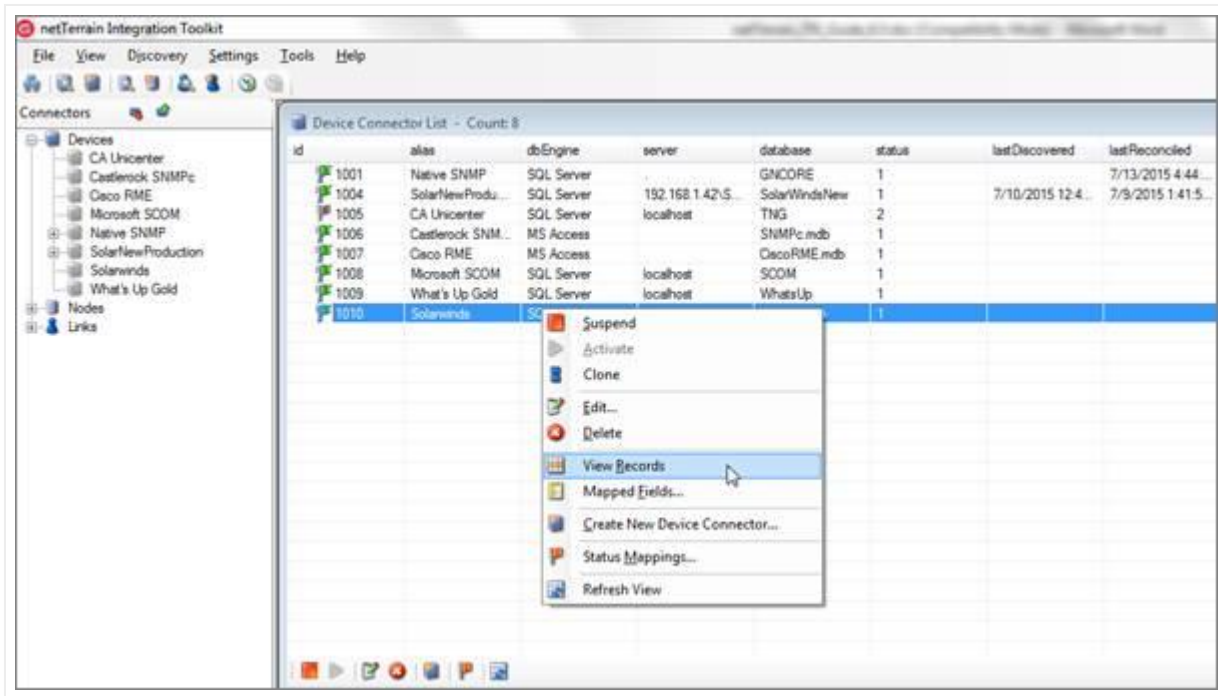 netTerrain Integration Toolkit
File View Discovery Settings Tools Help
Connectors
Device Connector List - Count: 8
Devices
CA Unicenter
Castlerock SNMPc
Cisco RME
Microsoft SCOM
Native SNMP
SolarNewProduction
Solarwinds
What's Up Gold
Nodes
Links
id alias dbEngine server database status lastDiscovered lastReconciled
1001 Native SNMP SQL Server . GNCORE 1 7/13/2015 4:44...
1004 SolarNewProdu... SQL Server 192.168.1.42\S... SolarWindsNew 1 7/10/2015 12:4... 7/9/2015 1:41:5...
1005 CA Unicenter SQL Server localhost TNG 2
1006 Castlerock SNM... MS Access SNMPc.mdb 1
1007 Cisco RME MS Access CiscoRME.mdb 1
1008 Microsoft SCOM SQL Server localhost SCOM 1
1009 What's Up Gold SQL Server localhost WhatsUp 1
1010 Solarwinds 1
Suspend
Activate
Clone
Edit...
Delete
View Records
Mapped Fields...
Create New Device Connector...
Status Mappings...
Refresh View